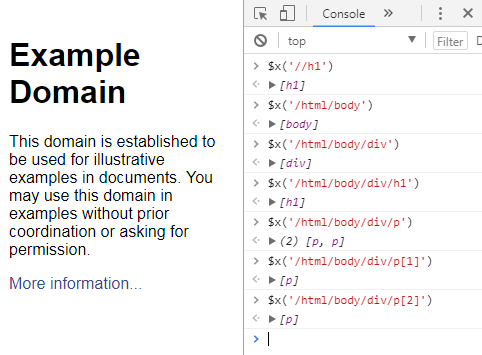 Example
Domain
This domain is established to
be used for illustrative
examples in documents. You
may use this domain in
examples without prior
coordination or asking for
permission.
More information...
Console
top
Filter
$x('//h1')
[h1]
$x('/html/body')
[body]
$x('/html/body/div')
[div]
$x('/html/body/div/h1')
[h1]
$x('/html/body/div/p')
(2) [p, p]
$x('/html/body/div/p[1]')
[p]
$x('/html/body/div/p[2]')
[p]